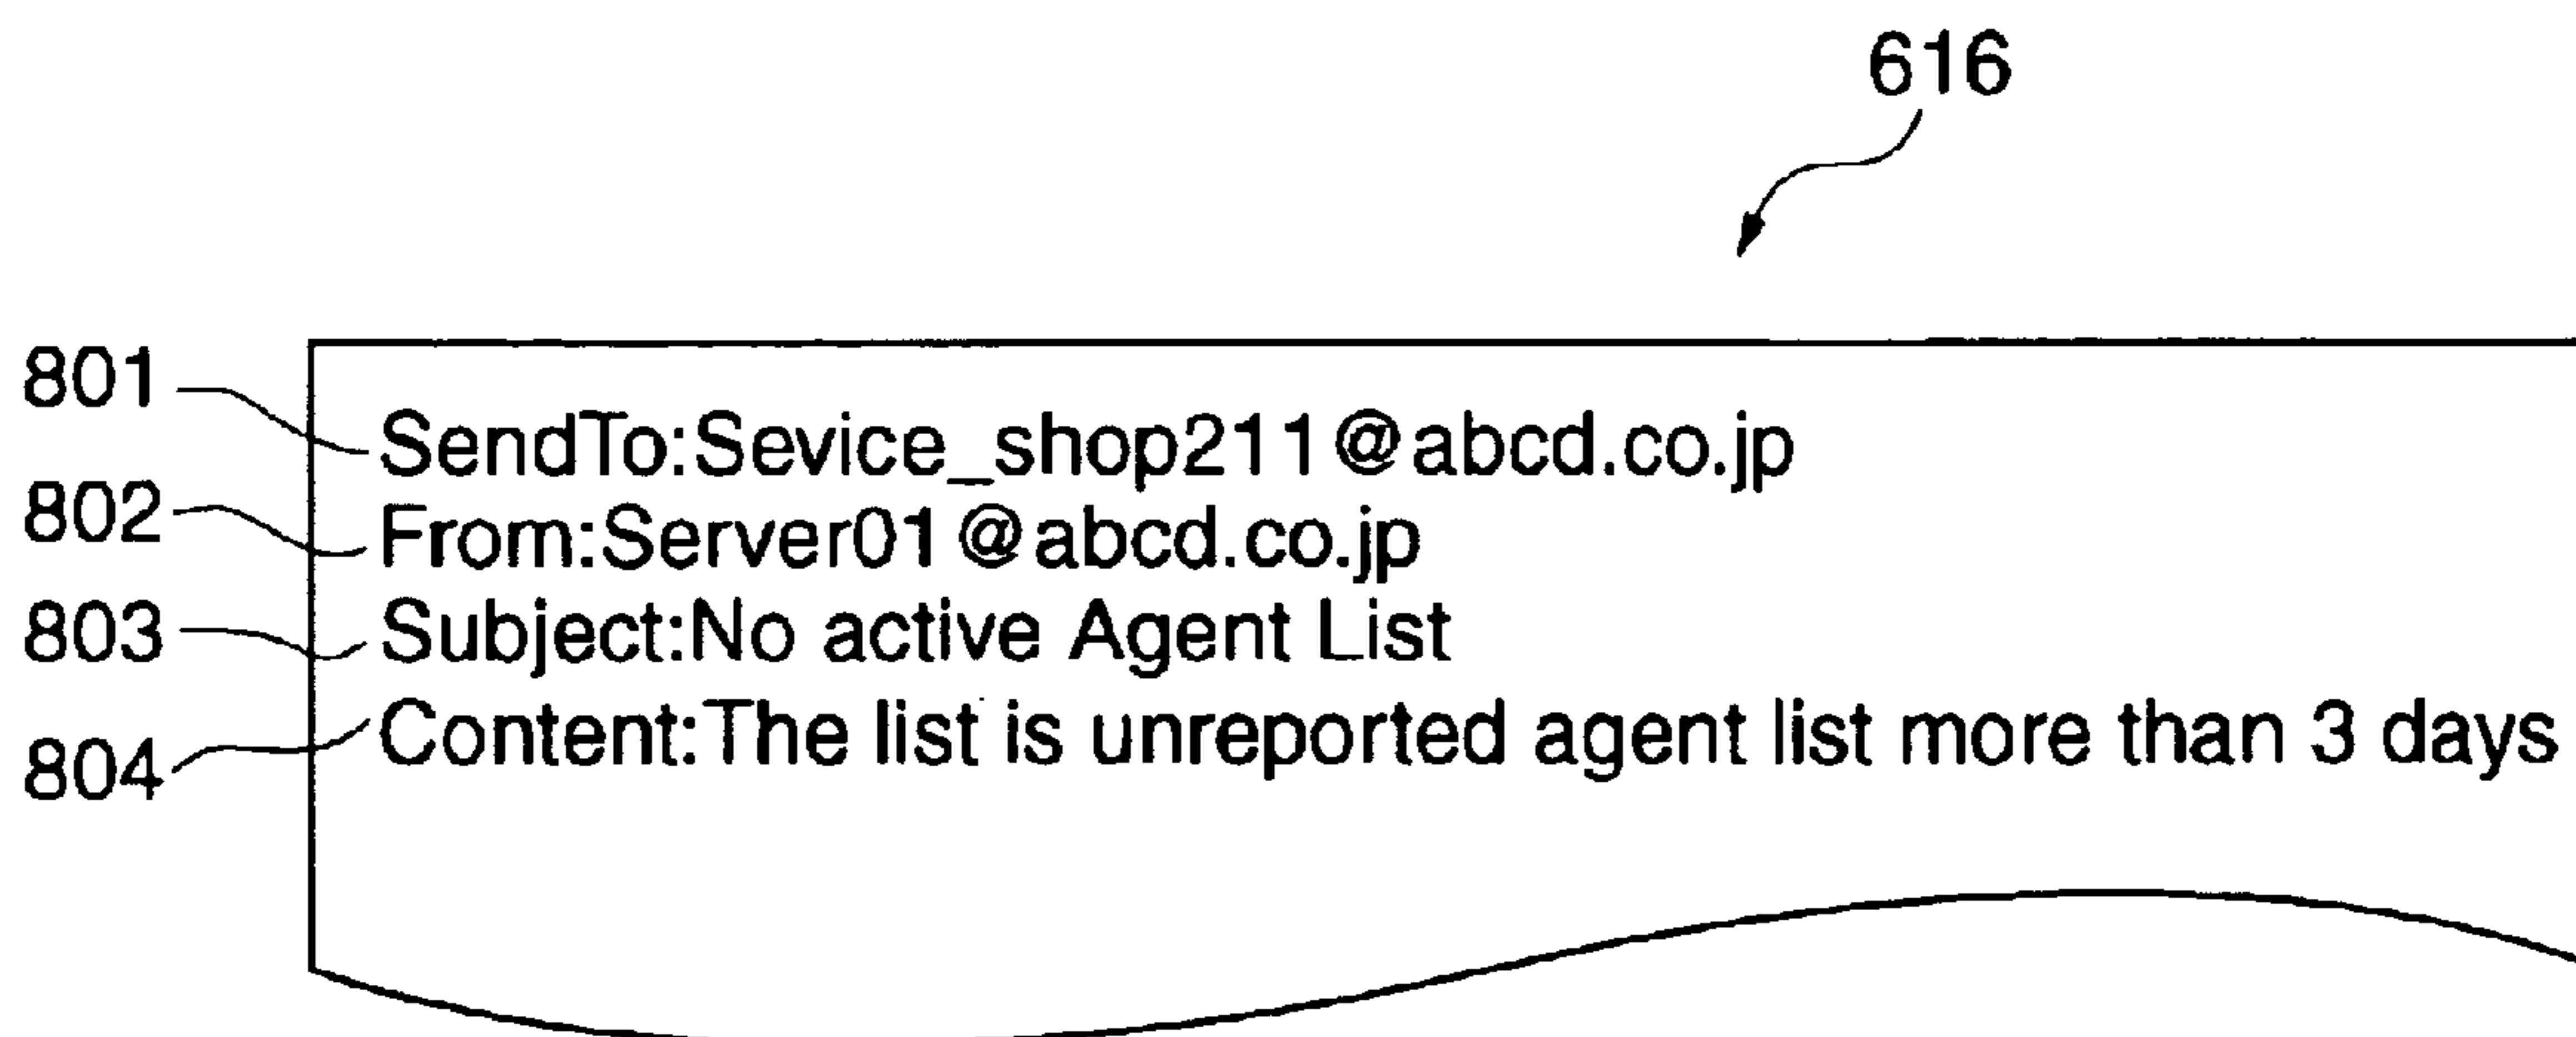 616
801
SendTo:Sevice_shop211@abcd.co.jp
802
From:Server01@abcd.co.jp
803
Subject:No active Agent List
804
Content:The list is unreported agent list more than 3 days